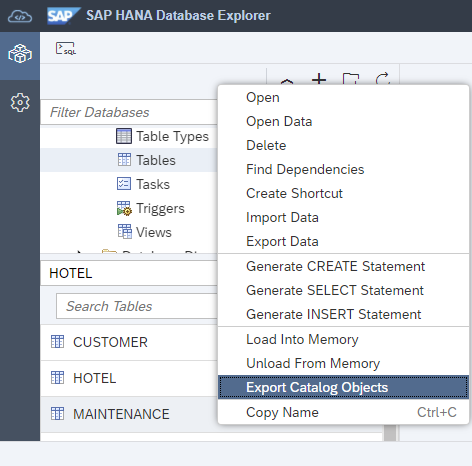 SAP SAP HANA Database Explorer
SQL
Filter Databases
Table Types
Tables
Tasks
Triggers
Views
HOTEL
Search Tables
CUSTOMER
HOTEL
MAINTENANCE
Open
Open Data
Delete
Find Dependencies
Create Shortcut
Import Data
Export Data
Generate CREATE Statement
Generate SELECT Statement
Generate INSERT Statement
Load Into Memory
Unload From Memory
Export Catalog Objects
Copy Name Ctrl+C